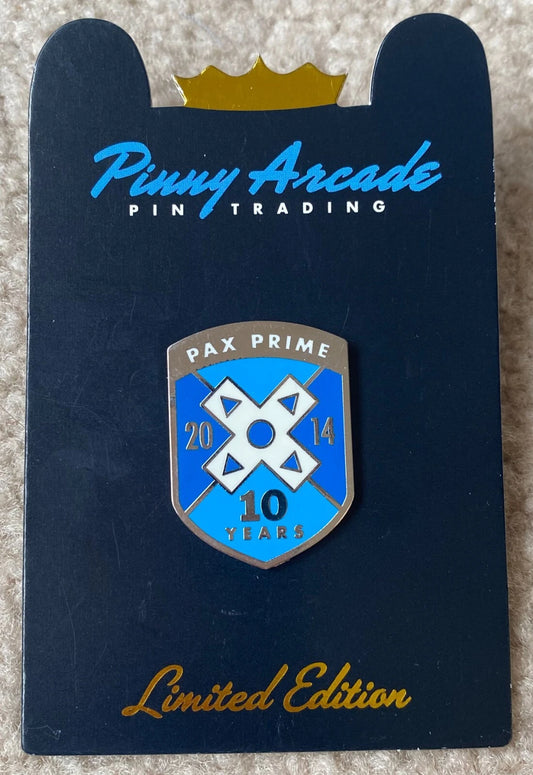 Pinny Arcade
PIN TRADING
PAX PRIME
20 14
10
YEARS
Limited Edition